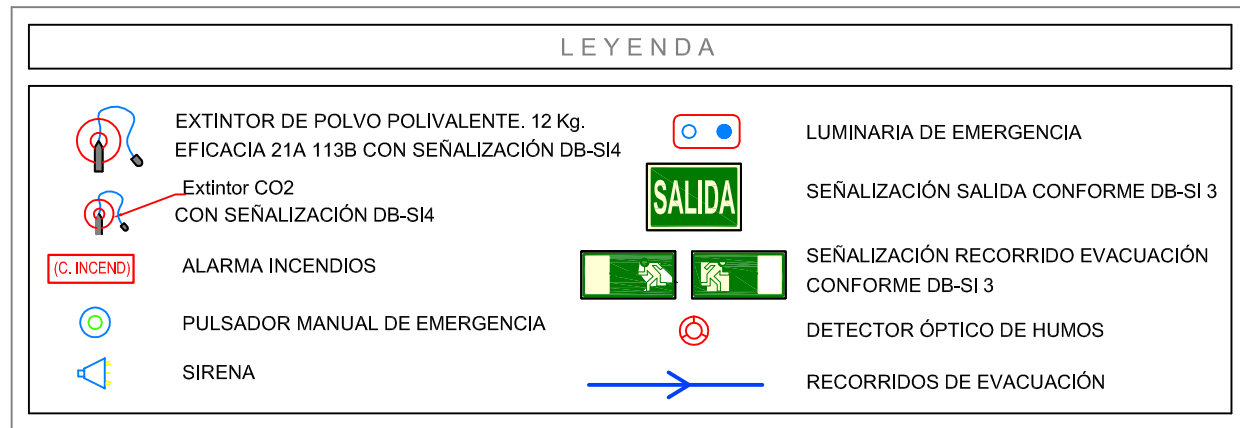 LEYENDA
EXTINTOR DE POLVO POLIVALENTE. 12 Kg.
EFICACIA 21A 113B CON SEÑALIZACIÓN DB-SI4
Extintor CO2
CON SEÑALIZACIÓN DB-SI4
(C. INCEND)
ALARMA INCENDIOS
PULSADOR MANUAL DE EMERGENCIA
SIRENA
LUMINARIA DE EMERGENCIA
SALIDA
SEÑALIZACIÓN SALIDA CONFORME DB-SI 3
SEÑALIZACIÓN RECORRIDO EVACUACIÓN
CONFORME DB-SI 3
DETECTOR ÓPTICO DE HUMOS
RECORRIDOS DE EVACUACIÓN